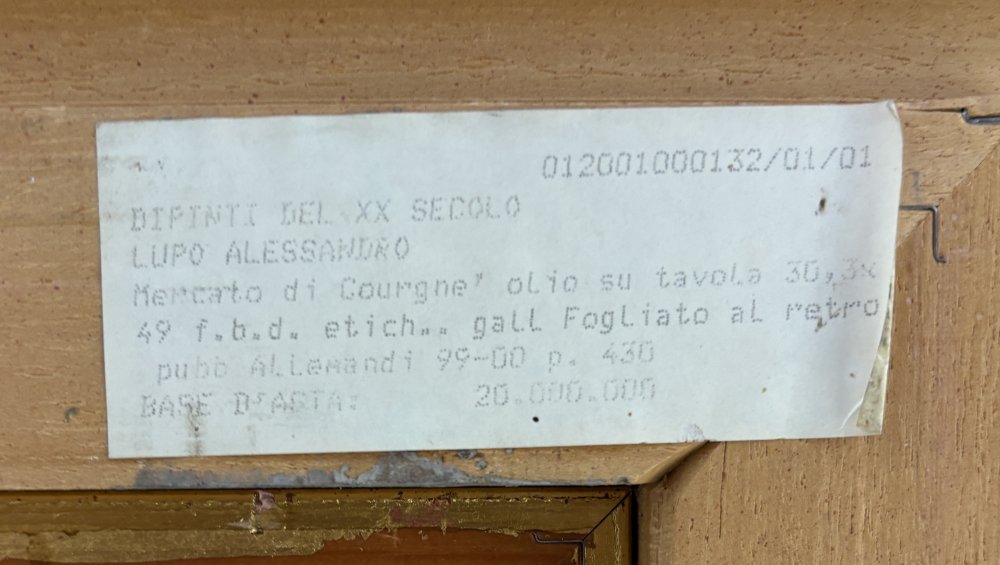 012001000132/01/01
DIPINTI DEL XX SECOLO
LUPO ALESSANDRO
Mercato di Courgne' olio su tavola 30,3x
49 f.b.d. etich.. gall Fogliato al retro
pubb Allemandi 99-00 p. 430
BASE D'ASTA: 20.000.000